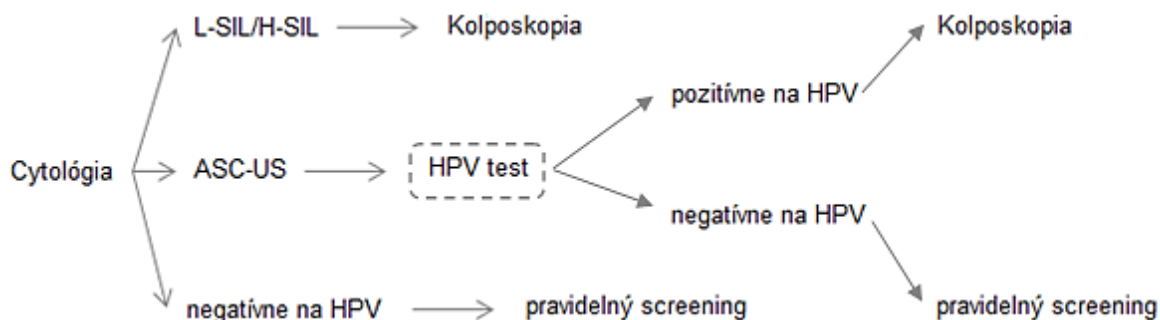 L-SIL/H-SIL
Kolposkopia
Kolposkopia
pozitívne na HPV
Cytológia
ASC-US
HPV test
negatívne na HPV
negatívne na HPV
pravidelný screening
pravidelný screening